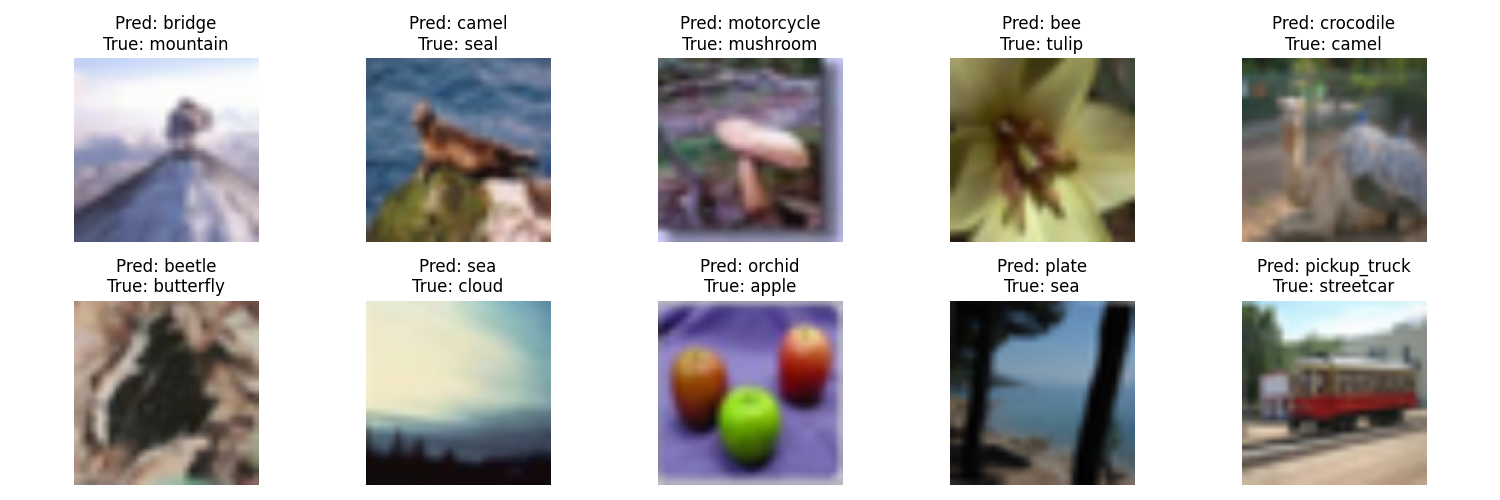 Pred: bridge
True: mountain
Pred: camel
True: seal
Pred: motorcycle
True: mushroom
Pred: bee
True: tulip
Pred: crocodile
True: camel
Pred: beetle
True: butterfly
Pred: sea
True: cloud
Pred: orchid
True: apple
Pred: plate
True: sea
Pred: pickup_truck
True: streetcar